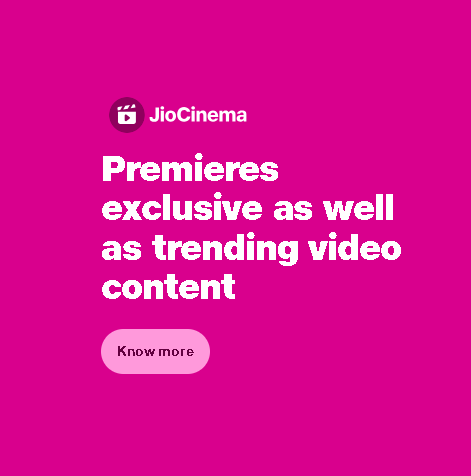 JioCinema
Premieres
exclusive as well
as trending video
content
Know more